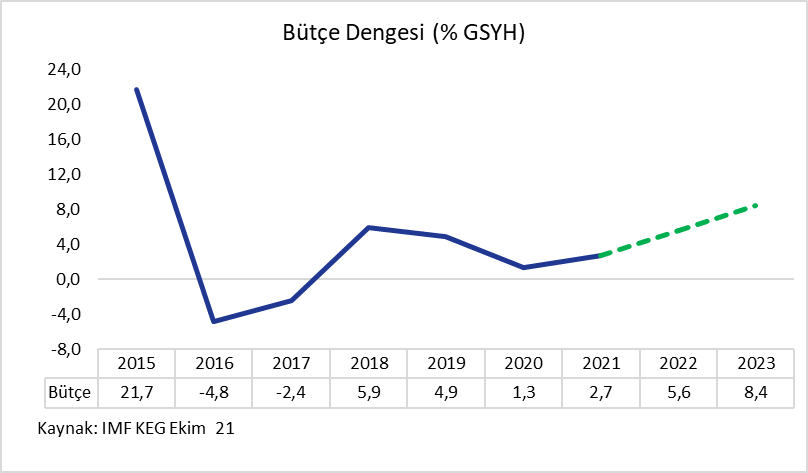 Bütçe Dengesi (% GSYH)
24,0
20,0
16,0
12,0
8,0
4,0
0,0
-4,0
-8,0
2015 2016 2017 2018 2019 2020 2021 2022 2023
Bütçe 21,7 -4,8 -2,4 5,9 4,9 1,3 2,7 5,6 8,4
Kaynak: IMF KEG Ekim 21